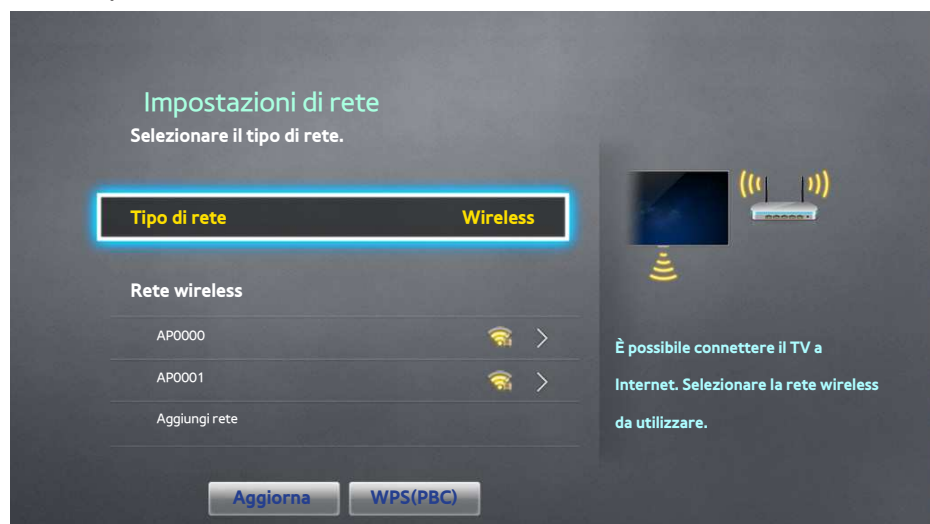 Impostazioni di rete
Selezionare il tipo di rete.
Tipo di rete Wireless
Rete wireless
AP0000
AP0001
Aggiungi rete
Aggiorna WPS(PBC)
È possibile connettere il TV a
Internet. Selezionare la rete wireless
da utilizzare.